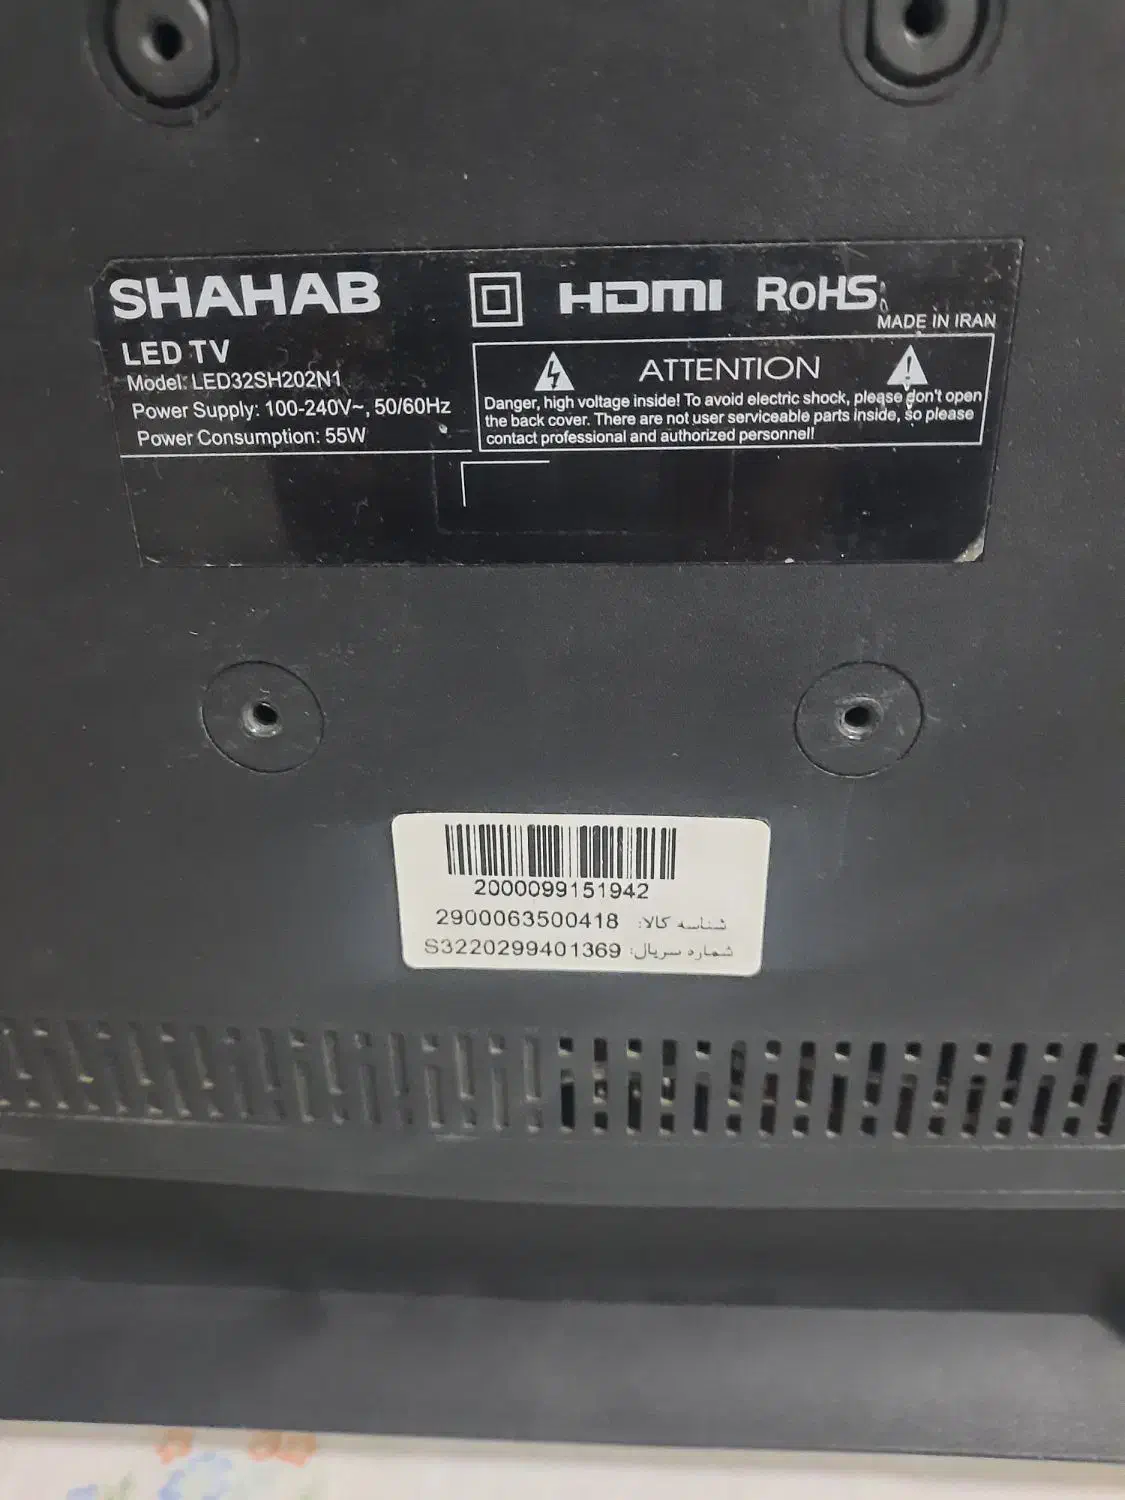 SHAHAB
HDMI RoHS
MADE IN IRAN
LED TV
Model: LED32SH202N1
Power Supply: 100-240V~, 50/60Hz
Power Consumption: 55W
ATTENTION
Danger, high voltage inside! To avoid electric shock, please don't open
the back cover. There are not user serviceable parts inside, so please
contact professional and authorized personnel!
2000099151942
شناسه کالا: 2900063500418
شماره سریال: S3220299401369